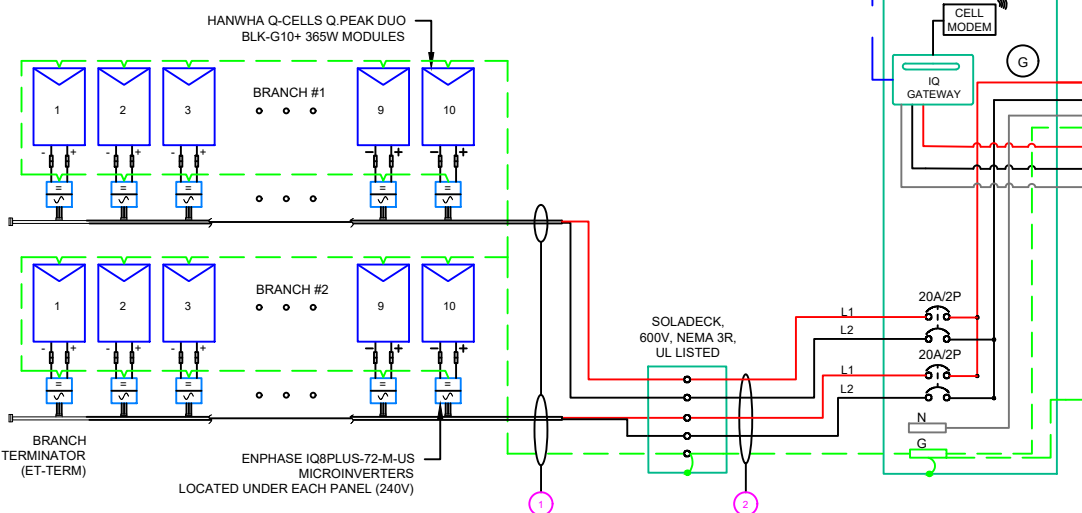 HANWHA Q-CELLS Q.PEAK DUO
BLK-G10+ 365W MODULES
CELL
MODEM
G
IQ
GATEWAY
BRANCH #1
1
2
3
9
10
- +
- +
- +
- +
- +
BRANCH #2
1
2
3
9
10
- +
- +
- +
- +
- +
SOLADECK,
600V, NEMA 3R,
UL LISTED
20A/2P
L1
L2
20A/2P
L1
L2
N
G
BRANCH
TERMINATOR
(ET-TERM)
ENPHASE IQ8PLUS-72-M-US
MICROINVERTERS
LOCATED UNDER EACH PANEL (240V)
1
2